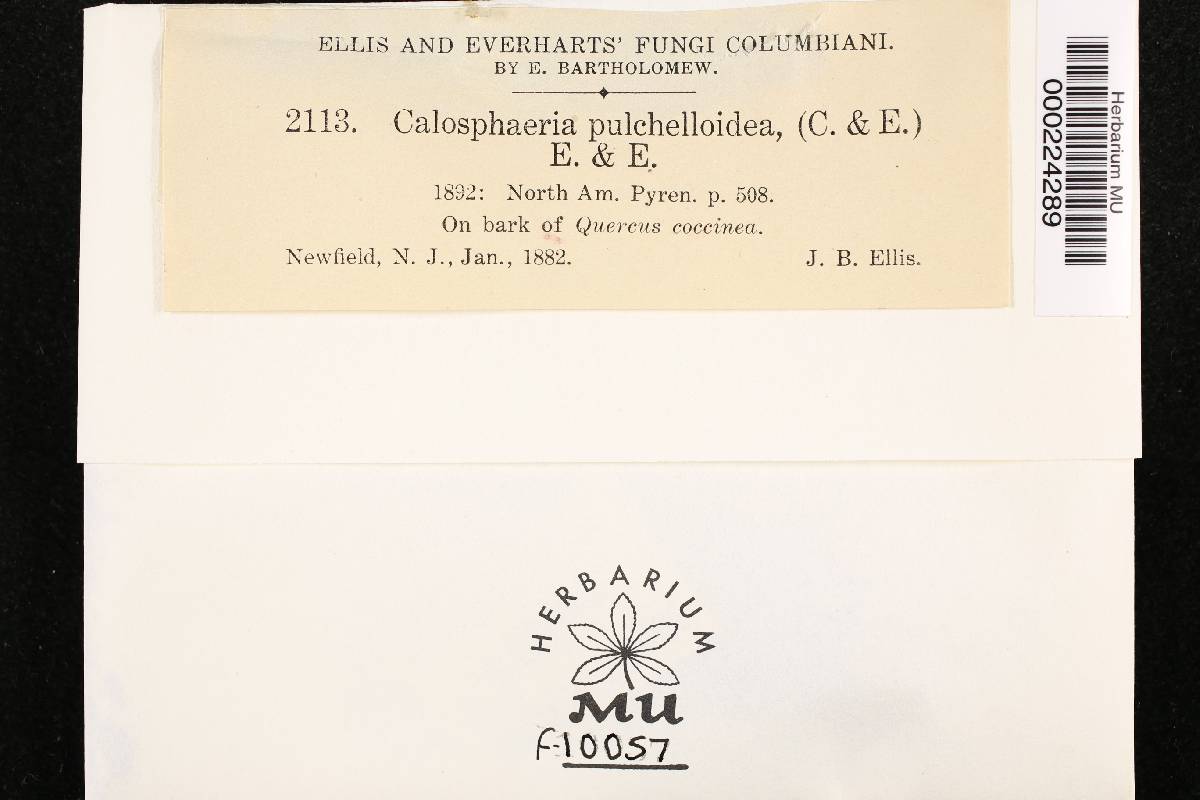 ELLIS AND EVERHARTS' FUNGI COLUMBIANI.
BY E. BARTHOLOMEW.
2113. Calosphaeria pulchelloidea, (C. & E.)
E. & E.
1892: North Am. Pyren. p. 508.
On bark of Quercus coccinea.
Newfield, N. J., Jan., 1882. J. B. Ellis.
Herbarium MU
000224289
HERBARIUM
MU
F-10057